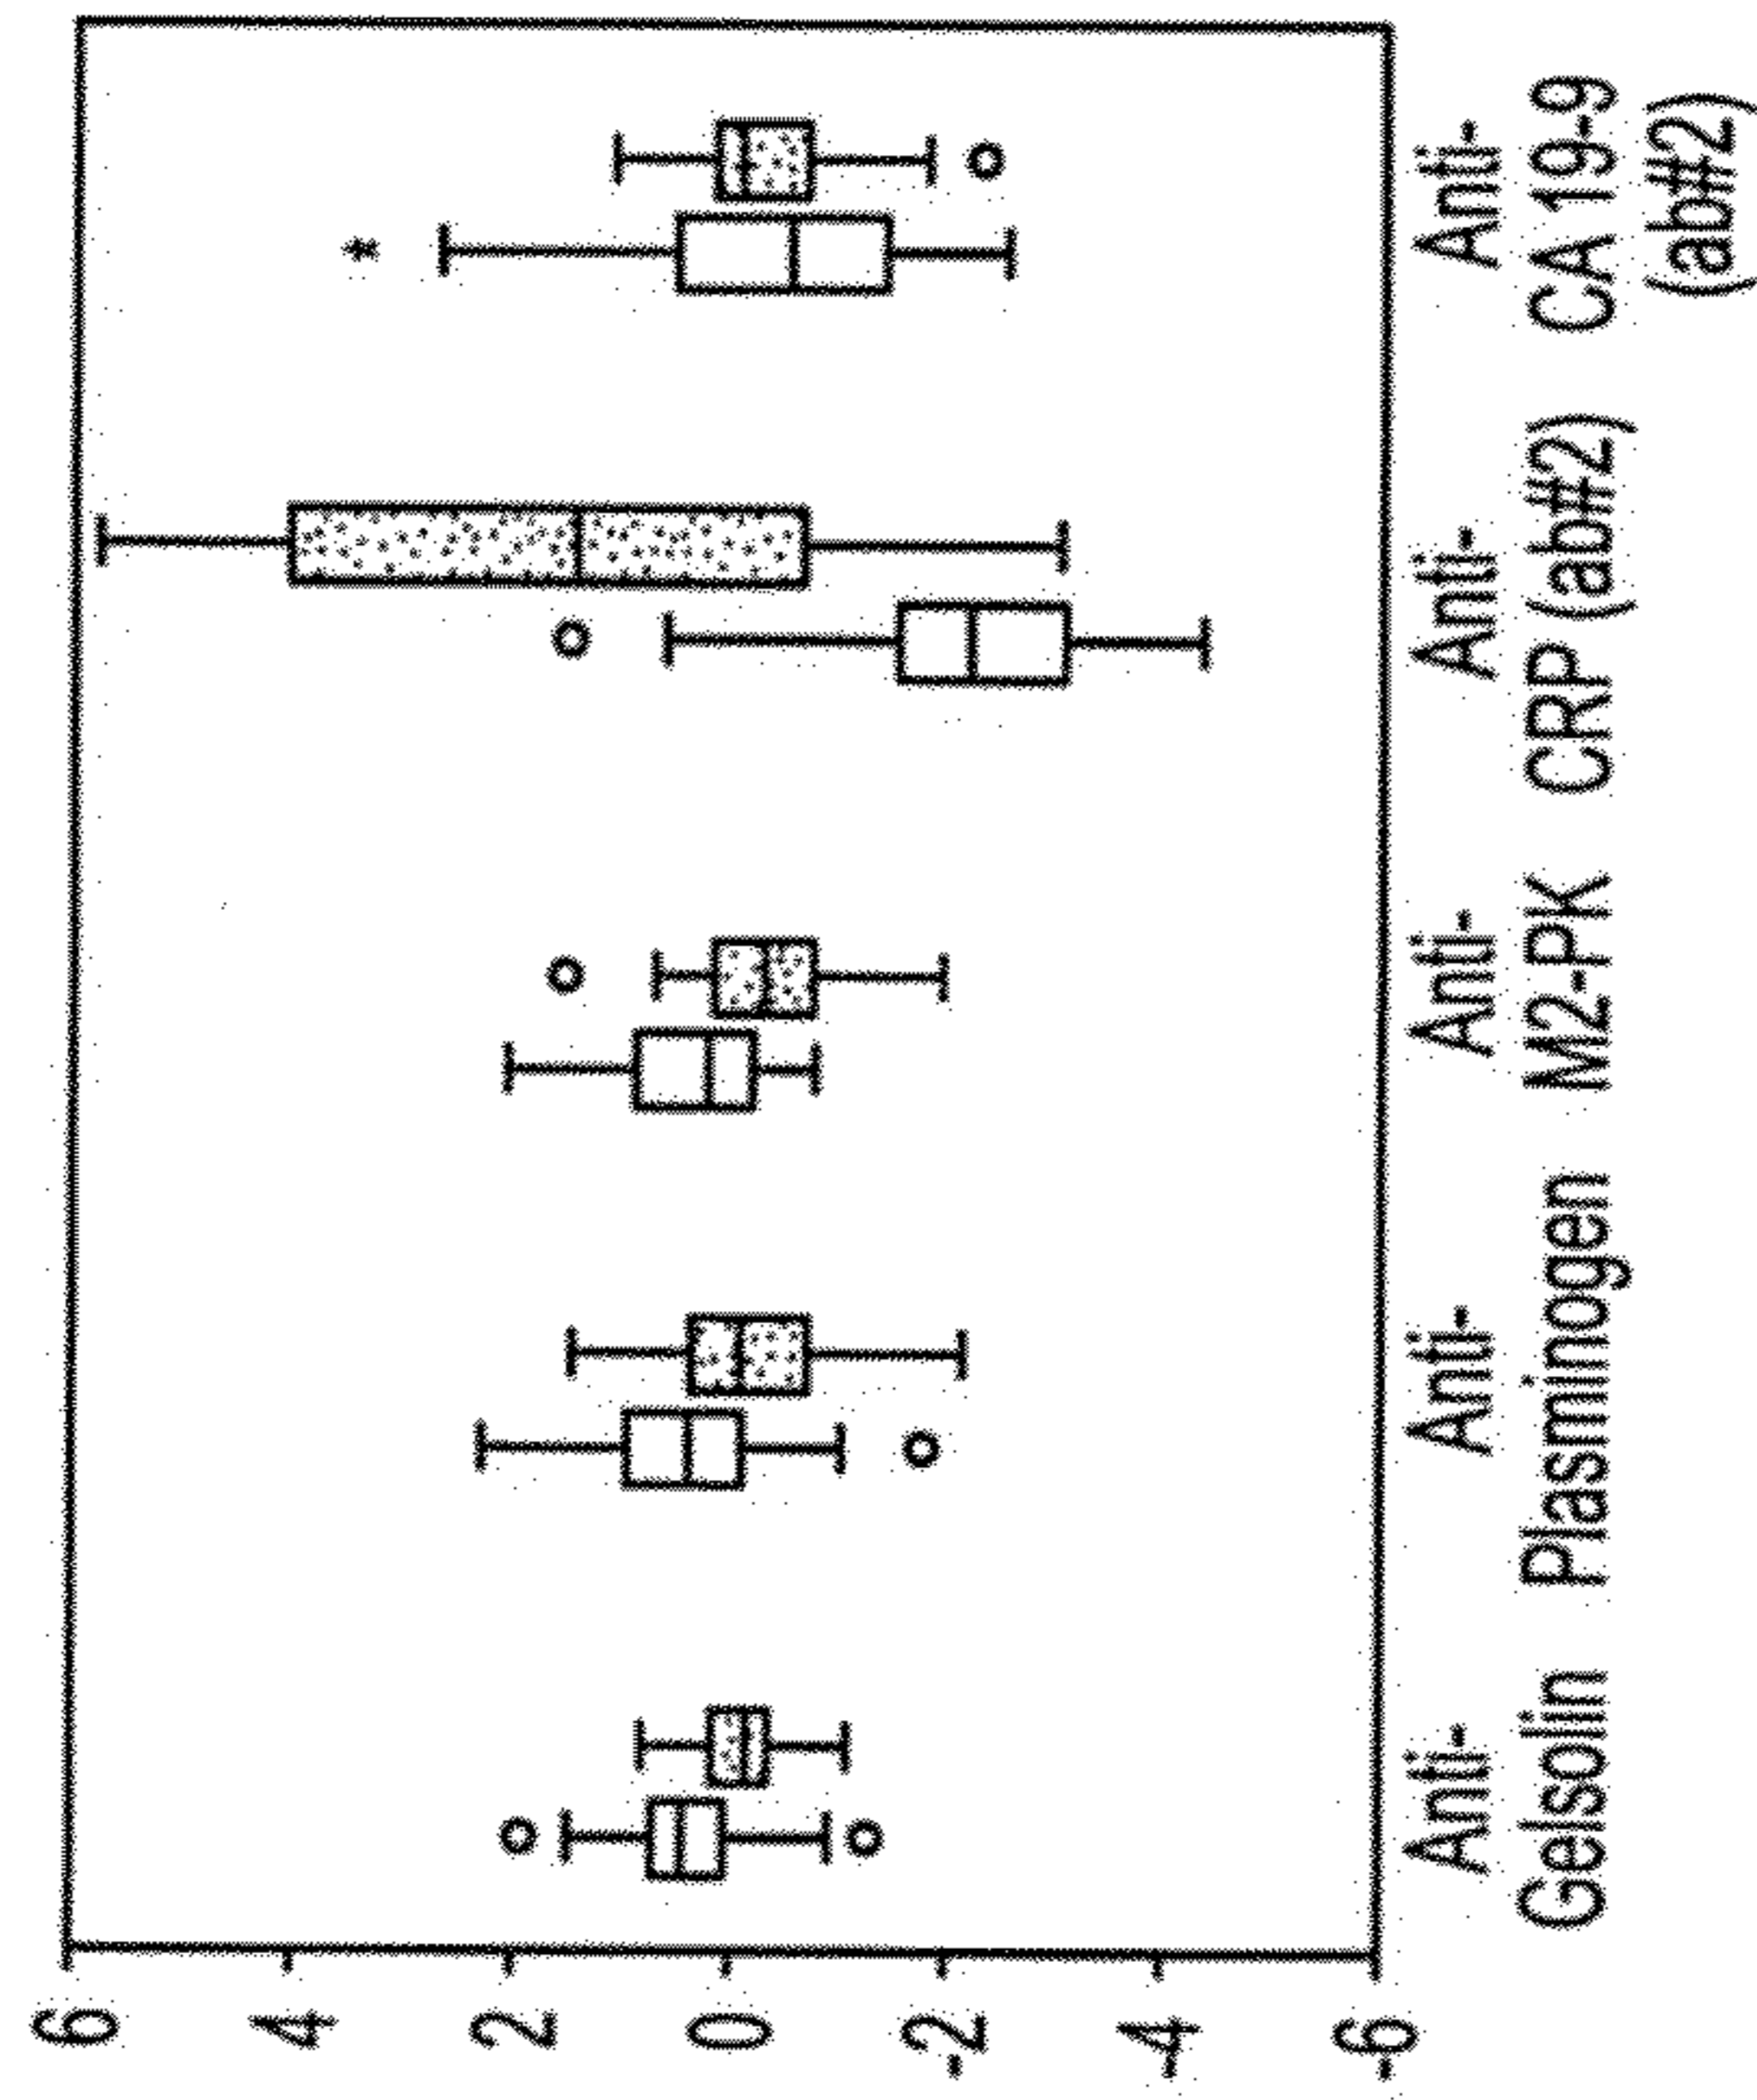 6
4
2
0
-2
-4
-6
Anti-
Gelsolin
Anti-
Plasminogen
Anti-
M2-PK
Anti-
CRP (ab#2)
Anti-
CA 19-9
(ab#2)